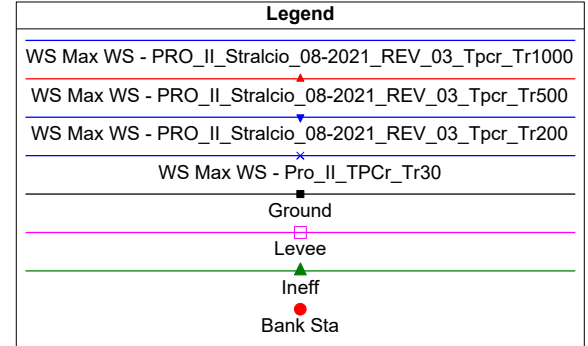 Legend
WS Max WS - PRO_II_Stralcio_08-2021_REV_03_Tpcr_Tr1000
WS Max WS - PRO_II_Stralcio_08-2021_REV_03_Tpcr_Tr500
WS Max WS - PRO_II_Stralcio_08-2021_REV_03_Tpcr_Tr200
WS Max WS - Pro_II_TPCr_Tr30
Ground
Levee
Ineff
Bank Sta